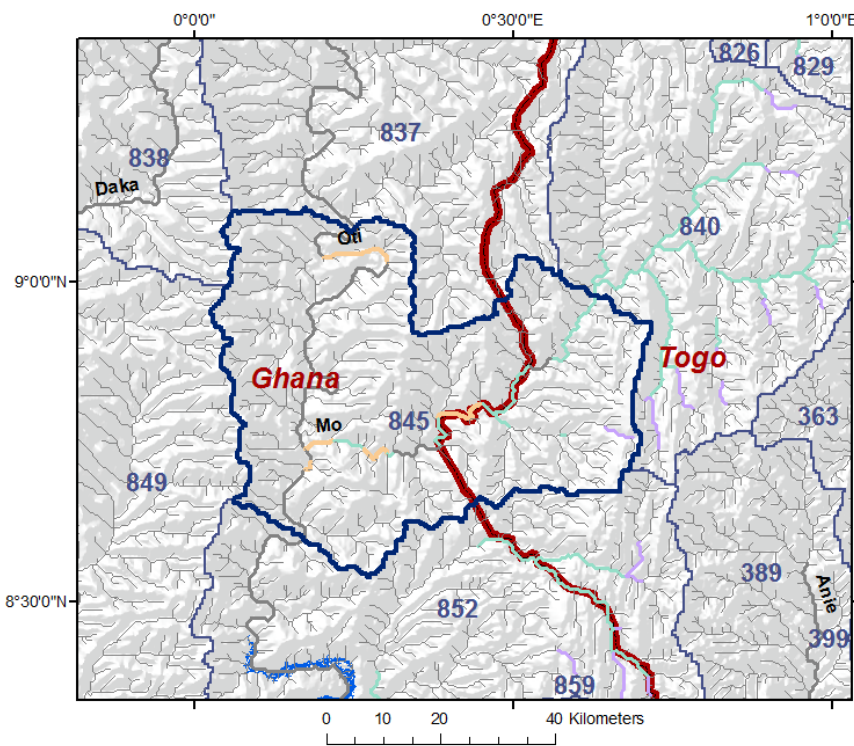 0°0'0" 0°30'0"E 1°0'0"E
826
829
837
838
Daka
840
Oti
9°0'0"N
Togo
Ghana
845
Mo
363
849
389
Anie
8°30'0"N
852
399
859
0 10 20 40 Kilometers